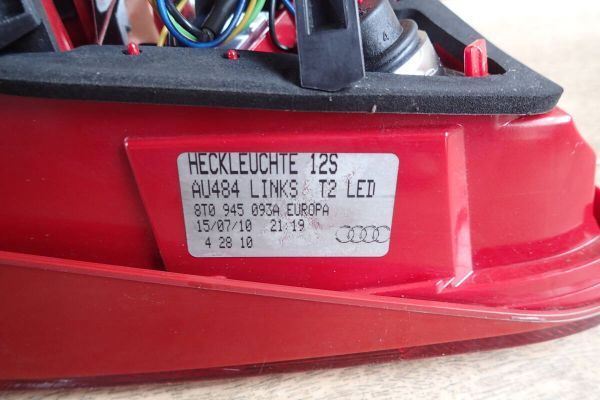 HECKLEUCHTE 12S
AU484 LINKS T2 LED
8T0 945 093A EUROPA
15/07/10 21:19
4 28 10